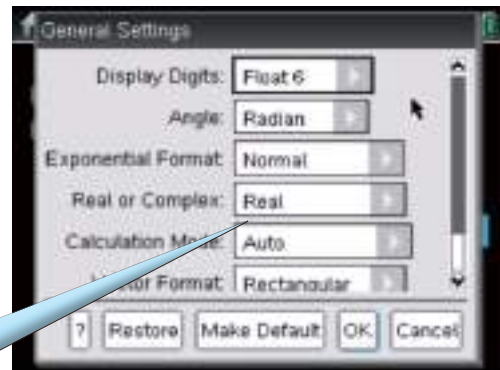 General Settings
Display Digits: Float 6
Angle: Radian
Exponential Format: Normal
Real or Complex: Real
Calculation Mode: Auto
Format: Rectangular
? Restore Make Default OK Cancel